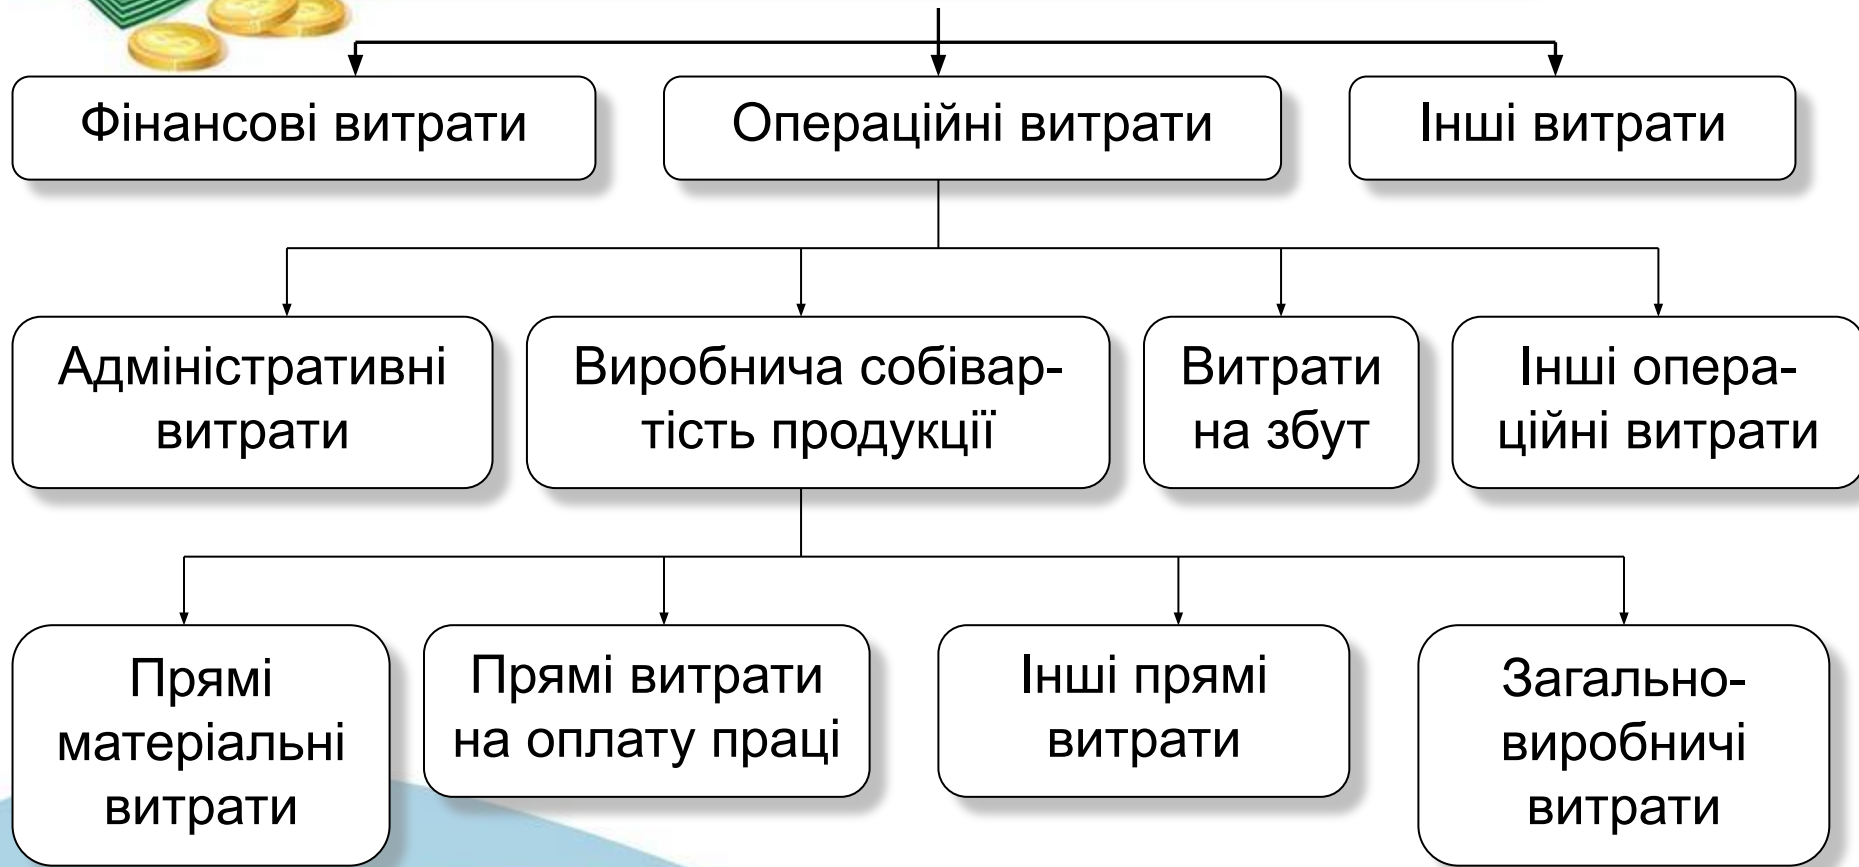 Фінансові витрати
Операційні витрати
Інші витрати
Адміністративні
витрати
Виробнича собівар-
тість продукції
Витрати
на збут
Інші опера-
ційні витрати
Прямі
матеріальні
витрати
Прямі витрати
на оплату праці
Інші прямі
витрати
Загально-
виробничі
витрати